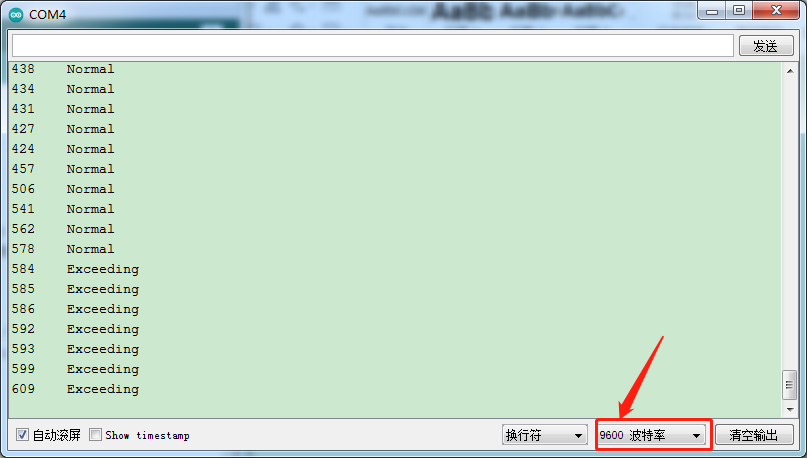 COM4
发送
438 Normal
434 Normal
431 Normal
427 Normal
424 Normal
457 Normal
506 Normal
541 Normal
562 Normal
578 Normal
584 Exceeding
585 Exceeding
586 Exceeding
592 Exceeding
593 Exceeding
599 Exceeding
609 Exceeding
自动滚屏 Show timestamp 换行符 9600 波特率 清空输出